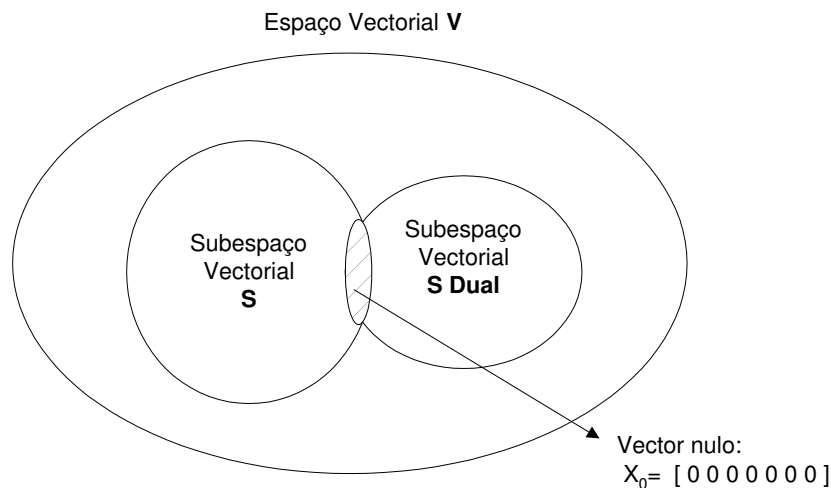 Espaço Vectorial V
Subespaço
Vectorial
S
Subespaço
Vectorial
S Dual
Vector nulo:
X₀= [ 0 0 0 0 0 0 0 ]